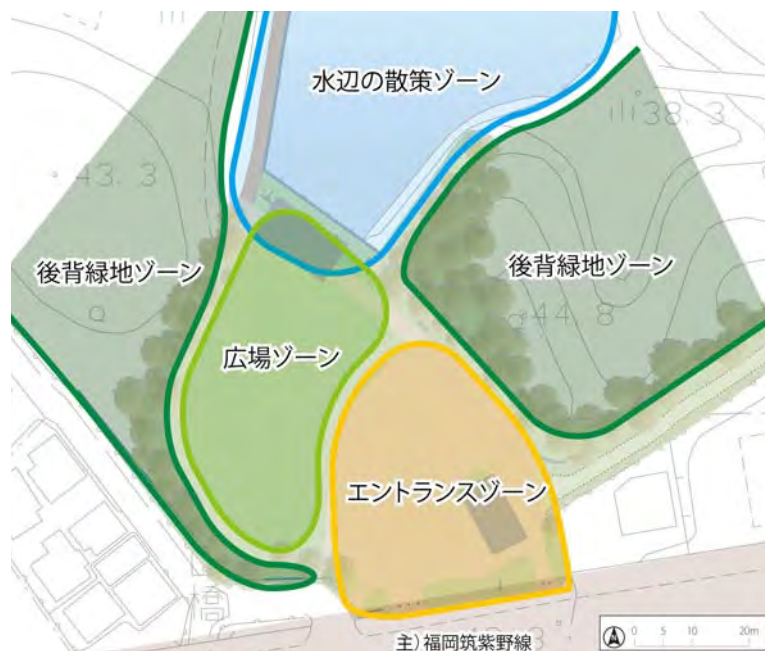 水辺の散策ゾーン
38.3
43.3
後背緑地ゾーン
後背緑地ゾーン
44.8
広場ゾーン
エントランスゾーン
橋
主)福岡筑紫野線
0 5 10 20m